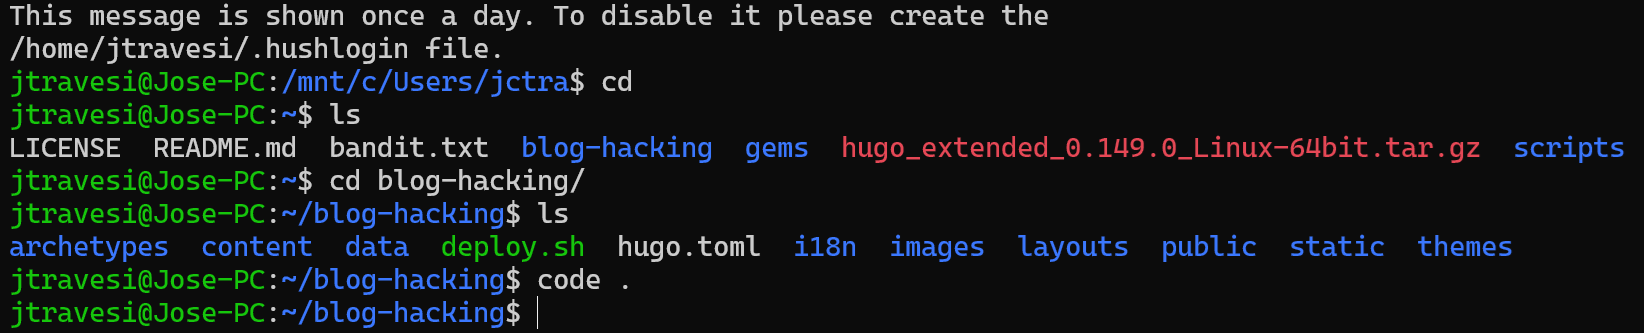 This message is shown once a day. To disable it please create the
/home/jtravesi/.hushlogin file.
jtravesi@Jose-PC:/mnt/c/Users/jctra$ cd
jtravesi@Jose-PC:~$ ls
LICENSE  README.md  bandit.txt  blog-hacking  gems  hugo_extended_0.149.0_Linux-64bit.tar.gz  scripts
jtravesi@Jose-PC:~$ cd blog-hacking/
jtravesi@Jose-PC:~/blog-hacking$ ls
archetypes  content  data  deploy.sh  hugo.toml  i18n  images  layouts  public  static  themes
jtravesi@Jose-PC:~/blog-hacking$ code .
jtravesi@Jose-PC:~/blog-hacking$